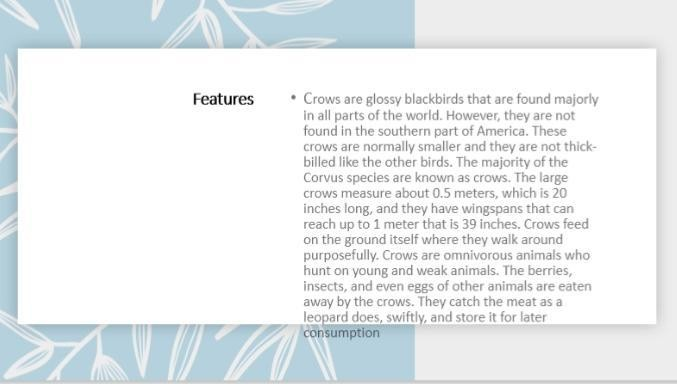 Features
• Crows are glossy blackbirds that are found majorly
in all parts of the world. However, they are not
found in the southern part of America. These
crows are normally smaller and they are not thick-
billed like the other birds. The majority of the
Corvus species are known as crows. The large
crows measure about 0.5 meters, which is 20
inches long, and they have wingspans that can
reach up to 1 meter that is 39 inches. Crows feed
on the ground itself where they walk around
purposefully. Crows are omnivorous animals who
hunt on young and weak animals. The berries,
insects, and even eggs of other animals are eaten
away by the crows. They catch the meat as a
leopard does, swiftly, and store it for later
consumption